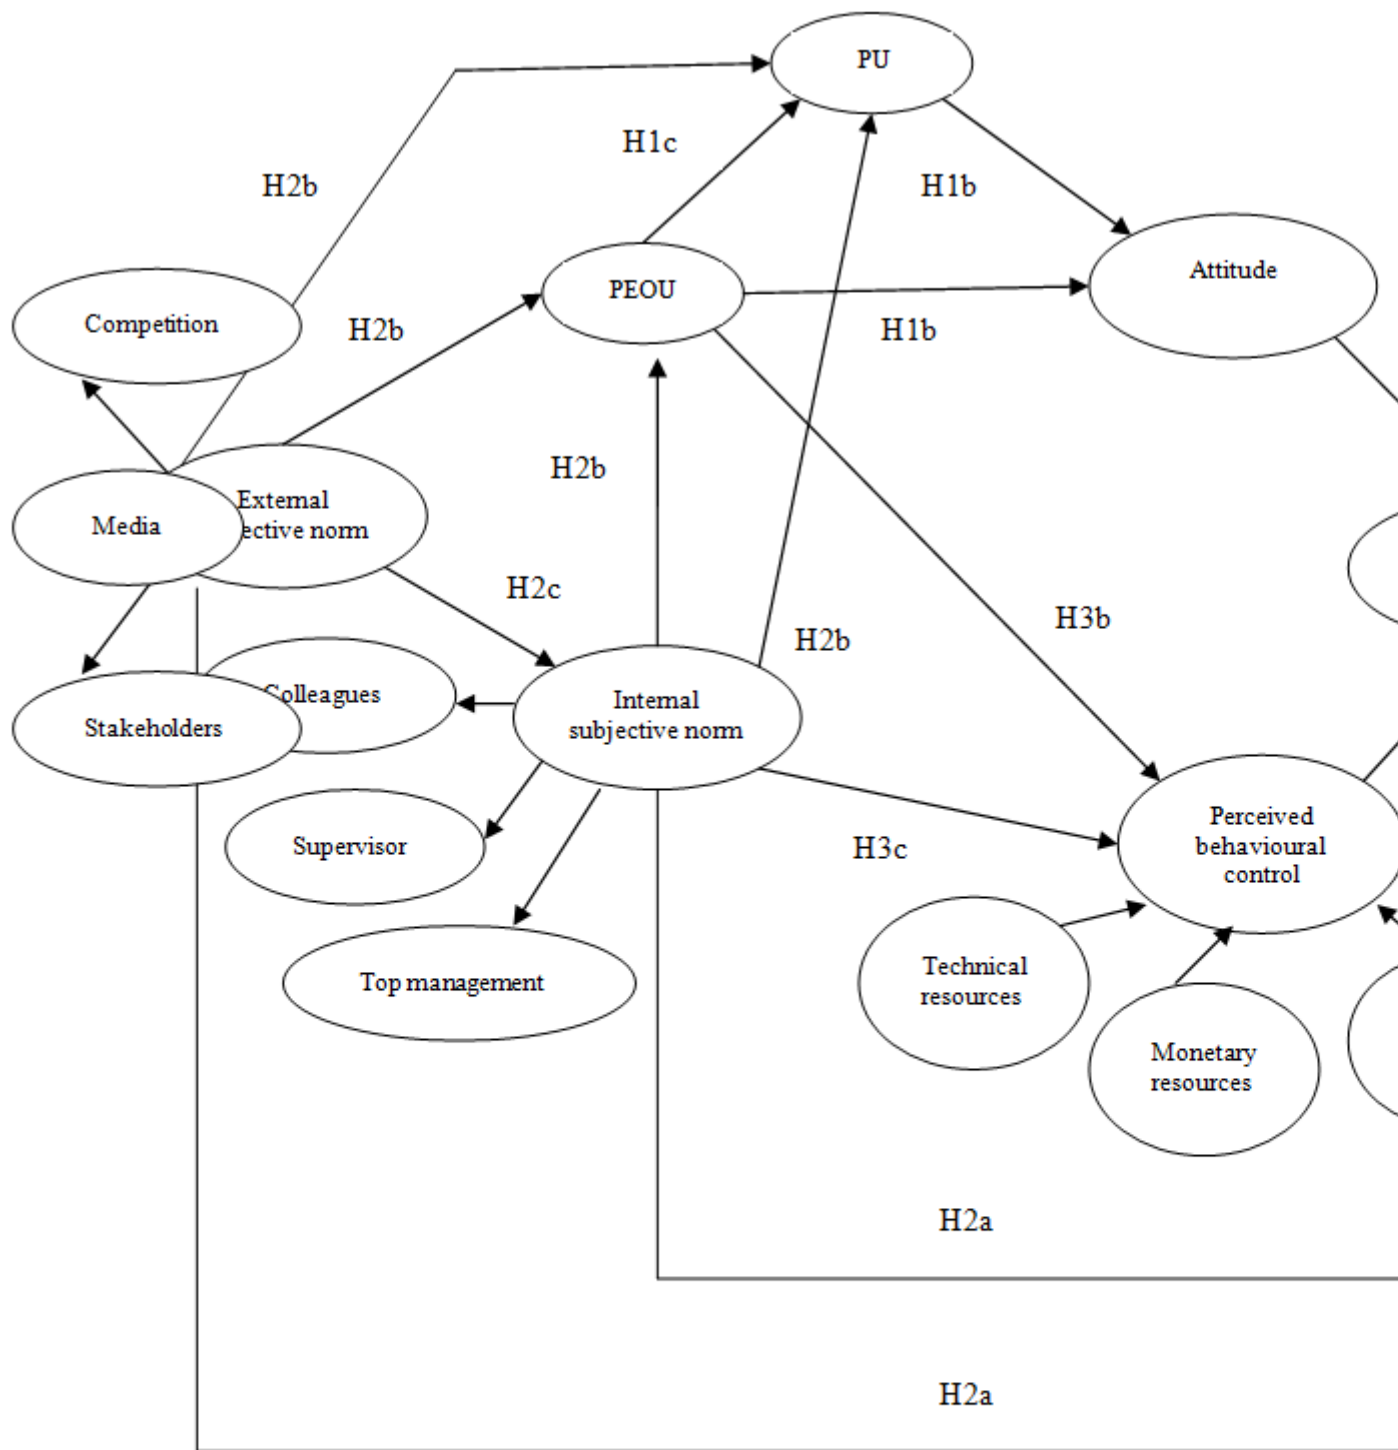 PU
H1c
H2b
H1b
Attitude
PEOU
Competition
H2b
H1b
H2b
External
Media
ective norm
H2c
H3b
H2b
Colleagues
Internal
Stakeholders
subjective norm
Perceived
Supervisor
behavioural
H3c
control
Technical
Top management
resources
Monetary
resources
H2a
H2a